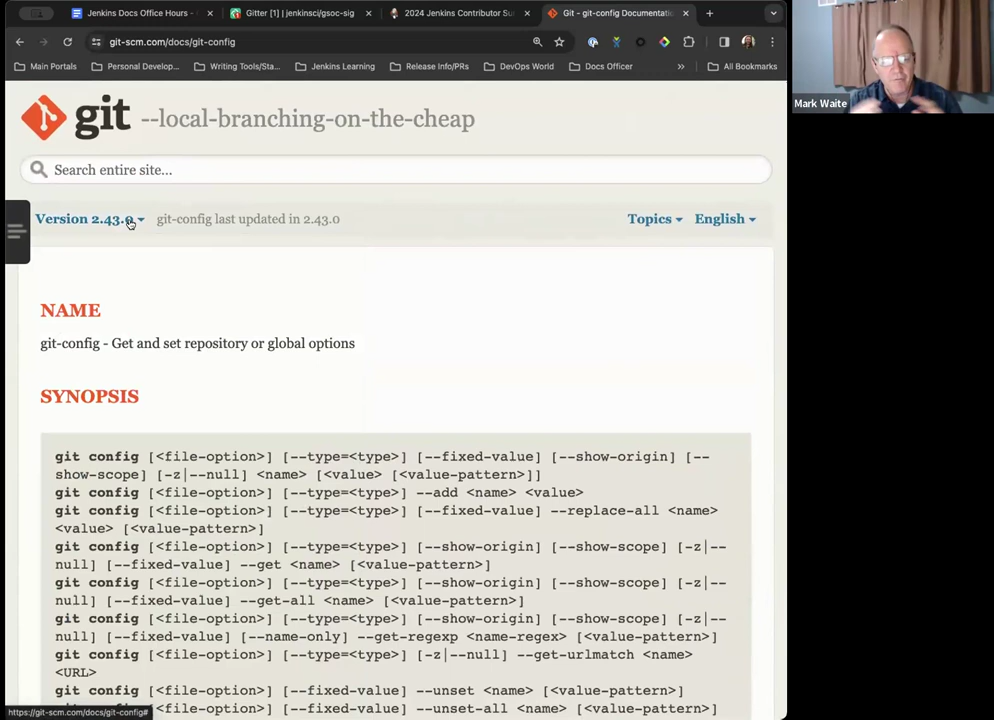 Jenkins Docs Office Hours -
Gitter [1] | jenkinsci/gsoc-sig
2024 Jenkins Contributor Su
Git - git-config Documentati
git-scm.com/docs/git-config
Main Portals
Personal Develop...
Writing Tools/Sta...
Jenkins Learning
Release Info/PRs
DevOps World
Docs Officer
»
All Bookmarks
Mark Waite
git --local-branching-on-the-cheap
Search entire site...
Version 2.43.0 git-config last updated in 2.43.0 Topics English
NAME
git-config - Get and set repository or global options
SYNOPSIS
git config [<file-option>] [--type=<type>] [--fixed-value] [--show-origin] [--
show-scope] [-z|--null] <name> [<value> [<value-pattern>]]
git config [<file-option>] [--type=<type>] --add <name> <value>
git config [<file-option>] [--type=<type>] [--fixed-value] --replace-all <name>
<value> [<value-pattern>]
git config [<file-option>] [--type=<type>] [--show-origin] [--show-scope] [-z|--
null] [--fixed-value] --get <name> [<value-pattern>]
git config [<file-option>] [--type=<type>] [--show-origin] [--show-scope] [-z|--
null] [--fixed-value] --get-all <name> [<value-pattern>]
git config [<file-option>] [--type=<type>] [--show-origin] [--show-scope] [-z|--
null] [--fixed-value] [--name-only] --get-regexp <name-regex> [<value-pattern>]
git config [<file-option>] [--type=<type>] [-z|--null] --get-urlmatch <name>
<URL>
git config [<file-option>] [--fixed-value] --unset <name> [<value-pattern>]
[<file-option>] [--fixed-value] --unset-all <name> [<value-pattern>]
https://git-scm.com/docs/git-config#